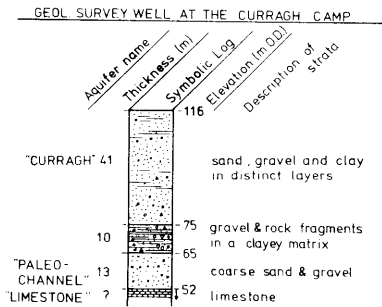 GEOL. SURVEY WELL AT THE CURRAGH CAMP
Aquifer name
Thickness (m)
Symbolic Log
Elevation (m O.D.)
Description of
strata
116
"CURRAGH" 41
sand, gravel and clay
in distinct layers
75
10
gravel & rock fragments
in a clayey matrix
65
"PALEO-
CHANNEL" 13
coarse sand & gravel
52
"LIMESTONE" ?
limestone